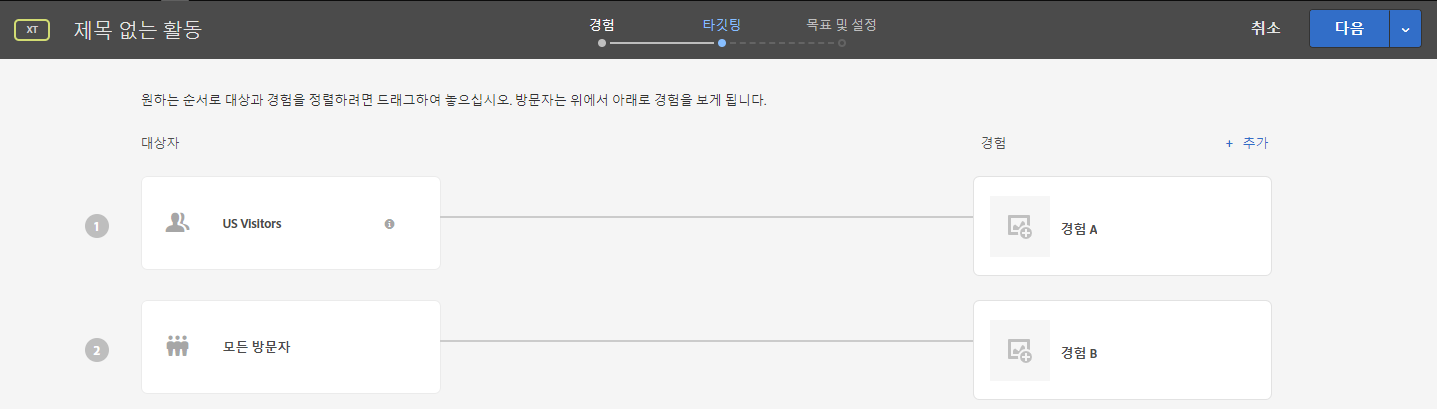 XT 제목 없는 활동 경험 타깃팅 목표 및 설정 취소 다음
원하는 순서로 대상과 경험을 정렬하려면 드래그하여 놓으십시오. 방문자는 위에서 아래로 경험을 보게 됩니다.
대상자 경험 + 추가
1 US Visitors 경험 A
2 모든 방문자 경험 B